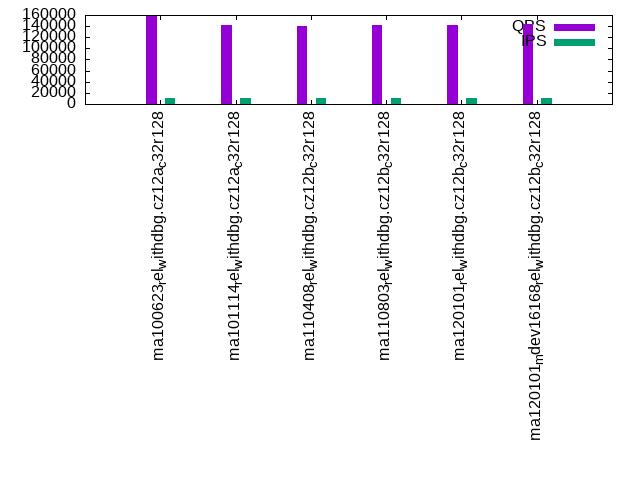 160000
140000
120000
100000
80000
60000
40000
20000
0
QPS
IPS
ma100623relwithdbg.cz12ac32r128
ma101114relwithdbg.cz12ac32r128
ma110408relwithdbg.cz12bc32r128
ma110803relwithdbg.cz12bc32r128
ma120101relwithdbg.cz12bc32r128
ma120101mdev16168relwithdbg.cz12bc32r128